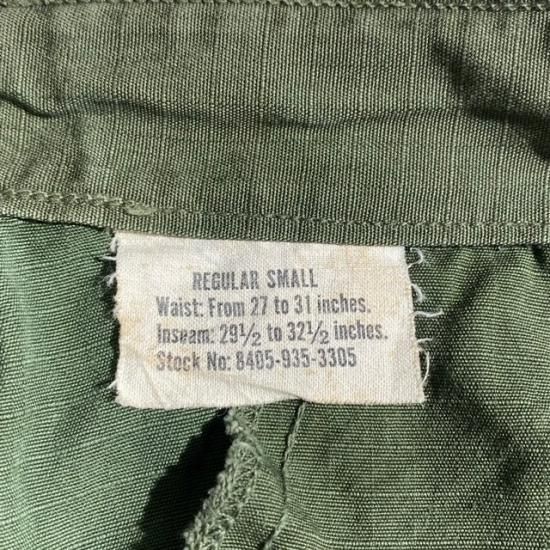 REGULAR SMALL
Waist: From 27 to 31 inches.
Inseam: 29½ to 32½ inches.
Stock No: 8405-935-3305